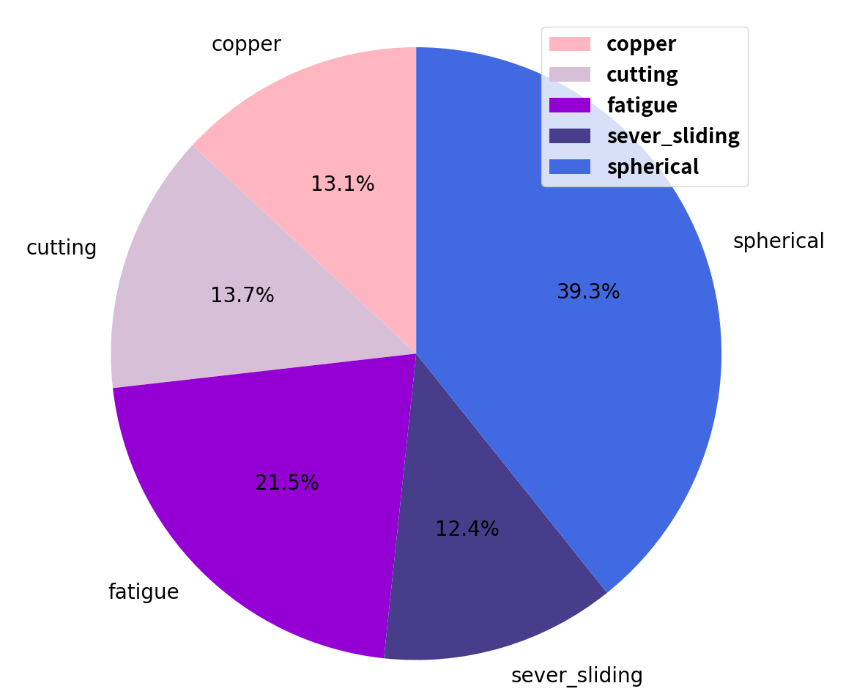 copper
copper
cutting
fatigue
sever_sliding
spherical
13.1%
spherical
cutting
39.3%
13.7%
21.5%
12.4%
fatigue
sever_sliding